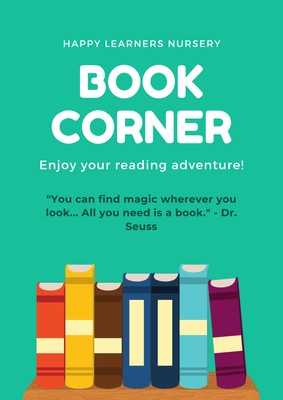 HAPPY LEARNERS NURSERY
BOOK
CORNER
Enjoy your reading adventure!
"You can find magic wherever you
look... All you need is a book." - Dr.
Seuss